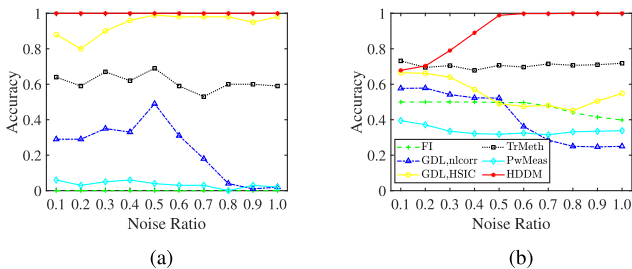 1
0.8
0.6
0.4
0.2
0
Accuracy
0.1 0.2 0.3 0.4 0.5 0.6 0.7 0.8 0.9 1.0
Noise Ratio
(a)
1
0.8
0.6
0.4
0.2
0
Accuracy
FI
GDL,nlcorr
GDL,HSIC
TrMeth
PwMeas
HDDM
0.1 0.2 0.3 0.4 0.5 0.6 0.7 0.8 0.9 1.0
Noise Ratio
(b)